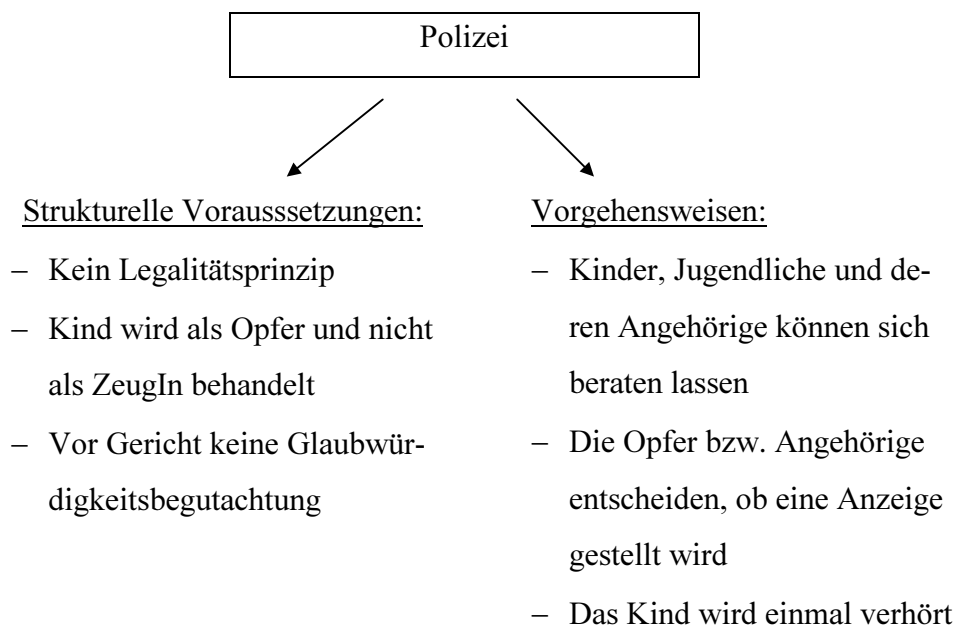 Polizei
Strukturelle Vorausssetzungen:
– Kein Legalitätsprinzip
– Kind wird als Opfer und nicht
als ZeugIn behandelt
– Vor Gericht keine Glaubwür-
digkeitsbegutachtung
Vorgehensweisen:
– Kinder, Jugendliche und de-
ren Angehörige können sich
beraten lassen
– Die Opfer bzw. Angehörige
entscheiden, ob eine Anzeige
gestellt wird
– Das Kind wird einmal verhört